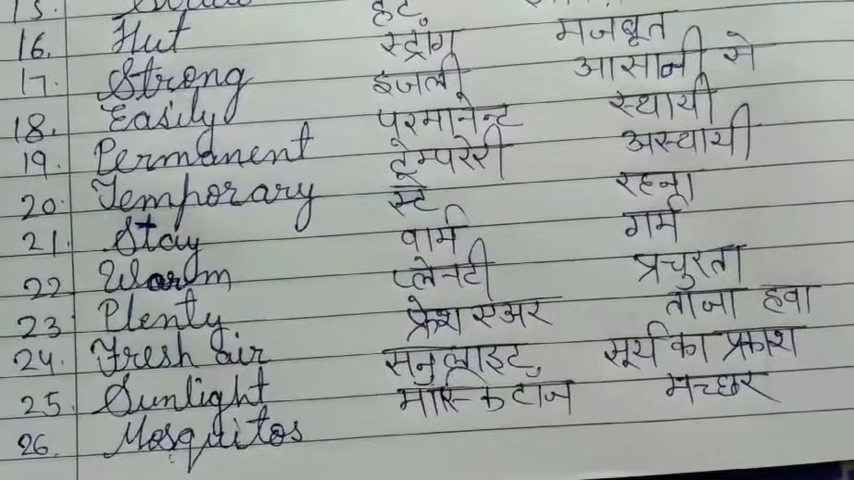 16. Hut हट
17. Strong स्ट्रोंग मजबूत
18. Easily इजली आसानी से
19. Permanent परमानेन्ट स्थायी
20. Temporary टेम्परेरी अस्थायी
21. Stay स्टे रहना
22 Warm वार्म गर्म
23 Plenty प्लेनटी प्रचुरता
24. Fresh air फ्रेश एअर ताजा हवा
25. Sunlight सनलाइट सूर्य का प्रकाश
26. Mosquitos मास्किटोज मच्छर